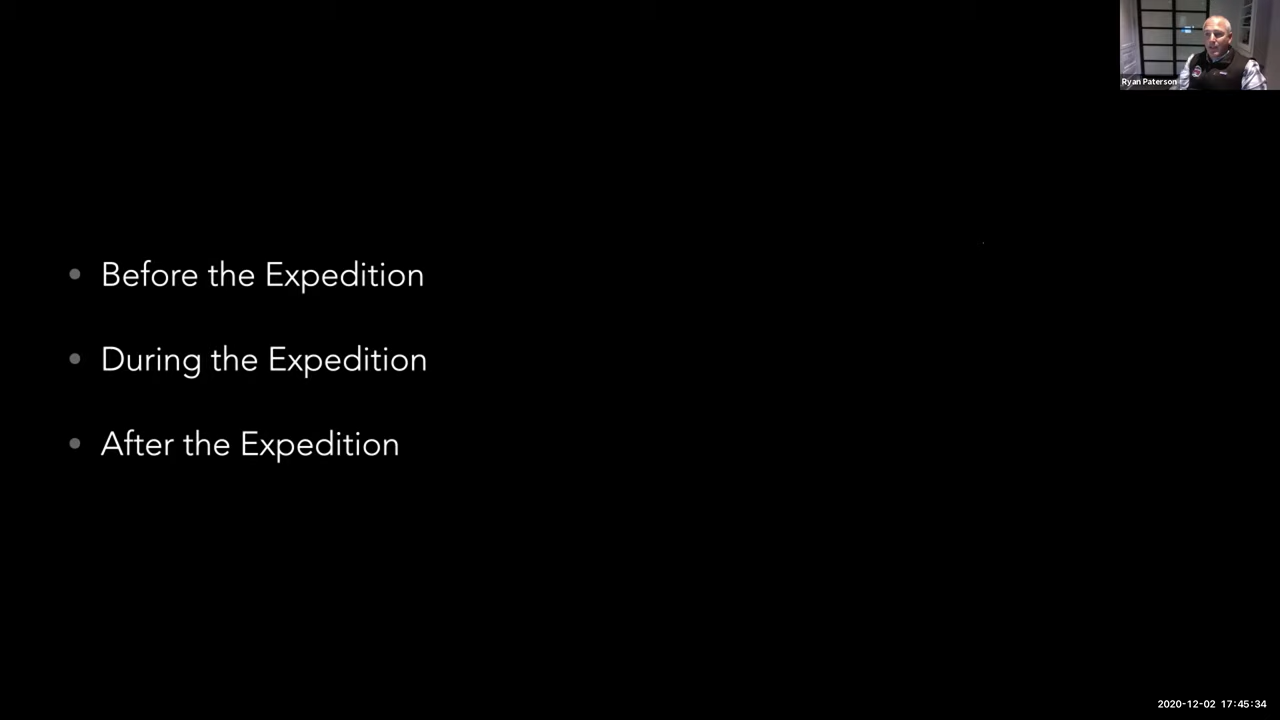 Ryan Paterson
• Before the Expedition
• During the Expedition
• After the Expedition
2020-12-02 17:45:34